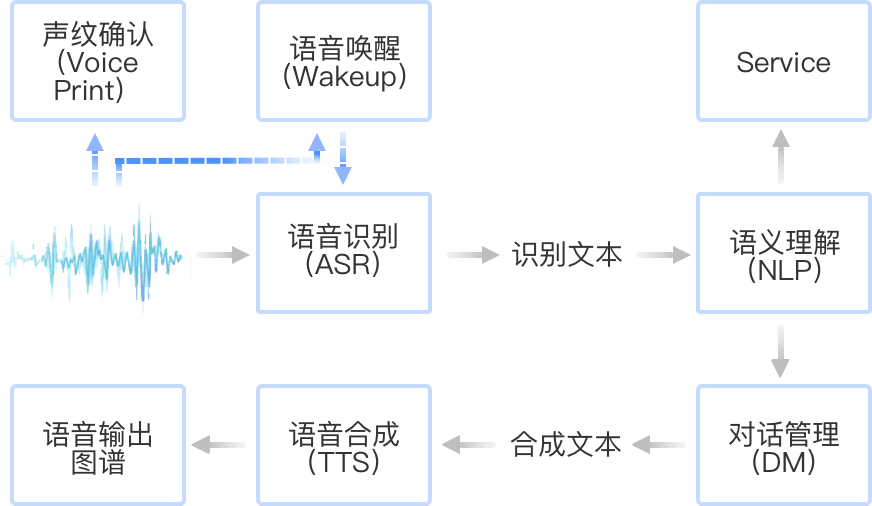 声纹确认
(Voice
Print)
语音唤醒
(Wakeup)
Service
语音识别
(ASR)
识别文本
语义理解
(NLP)
语音输出
图谱
语音合成
(TTS)
合成文本
对话管理
(DM)